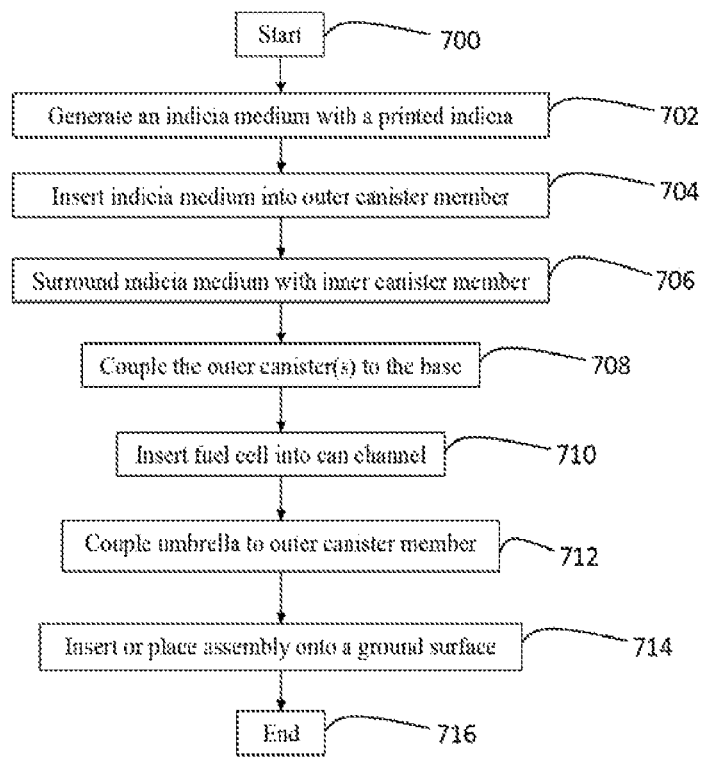 Start 700
Generate an indicia medium with a printed indicia 702
Insert indicia medium into outer canister member 704
Surround indicia medium with inner canister member 706
Couple the outer canister(s) to the base 708
Insert fuel cell into can channel 710
Couple umbrella to outer canister member 712
Insert or place assembly onto a ground surface 714
End 716